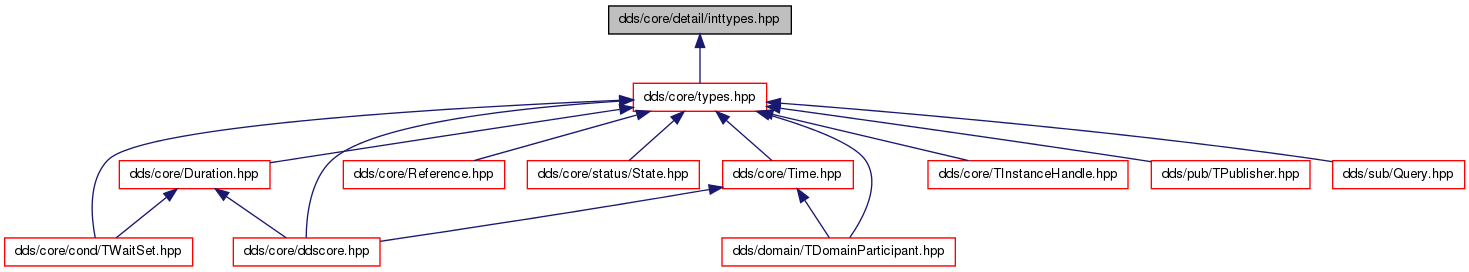 dds/core/detail/inttypes.hpp
dds/core/types.hpp
dds/core/Duration.hpp
dds/core/Reference.hpp
dds/core/status/State.hpp
dds/core/Time.hpp
dds/core/TInstanceHandle.hpp
dds/pub/TPublisher.hpp
dds/sub/Query.hpp
dds/core/cond/TWaitSet.hpp
dds/core/ddscore.hpp
dds/domain/TDomainParticipant.hpp